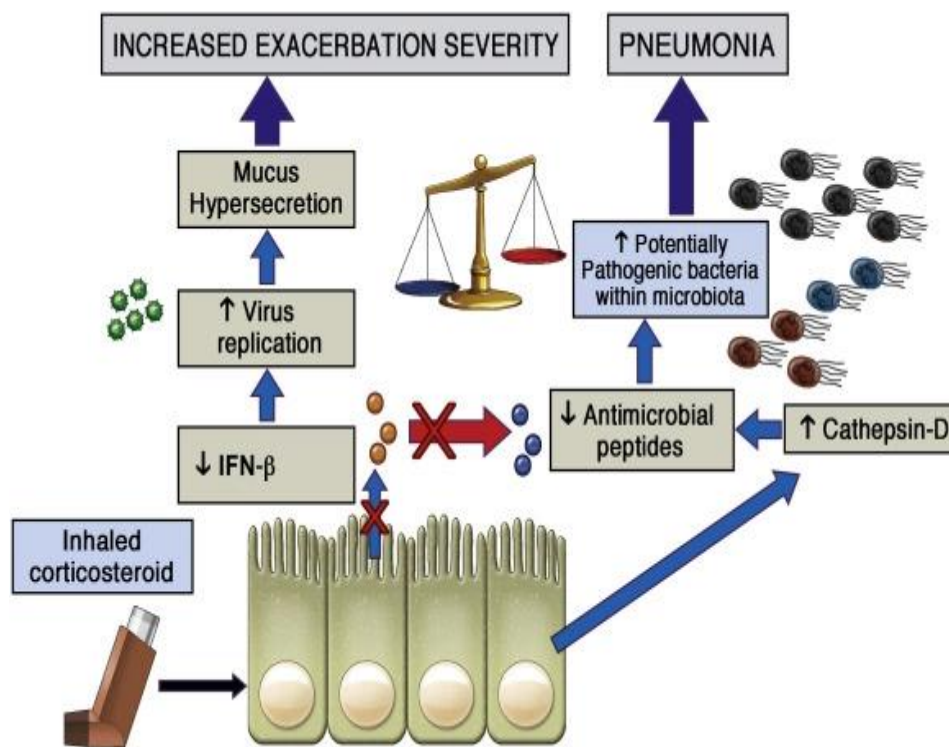 INCREASED EXACERBATION SEVERITY
PNEUMONIA
Mucus
Hypersecretion
↑ Potentially
Pathogenic bacteria
within microbiota
↑ Virus
replication
↓ IFN-β
↓ Antimicrobial
peptides
↑ Cathepsin-D
Inhaled
corticosteroid